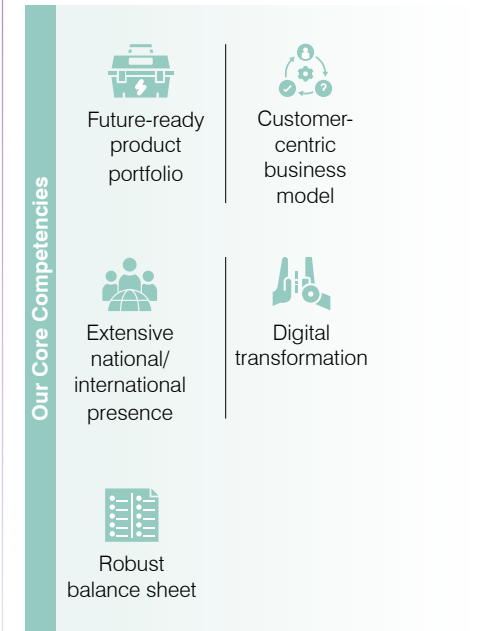 Our Core Competencies
Future-ready
product
portfolio
Customer-
centric
business
model
Extensive
national/
international
presence
Digital
transformation
Robust
balance sheet